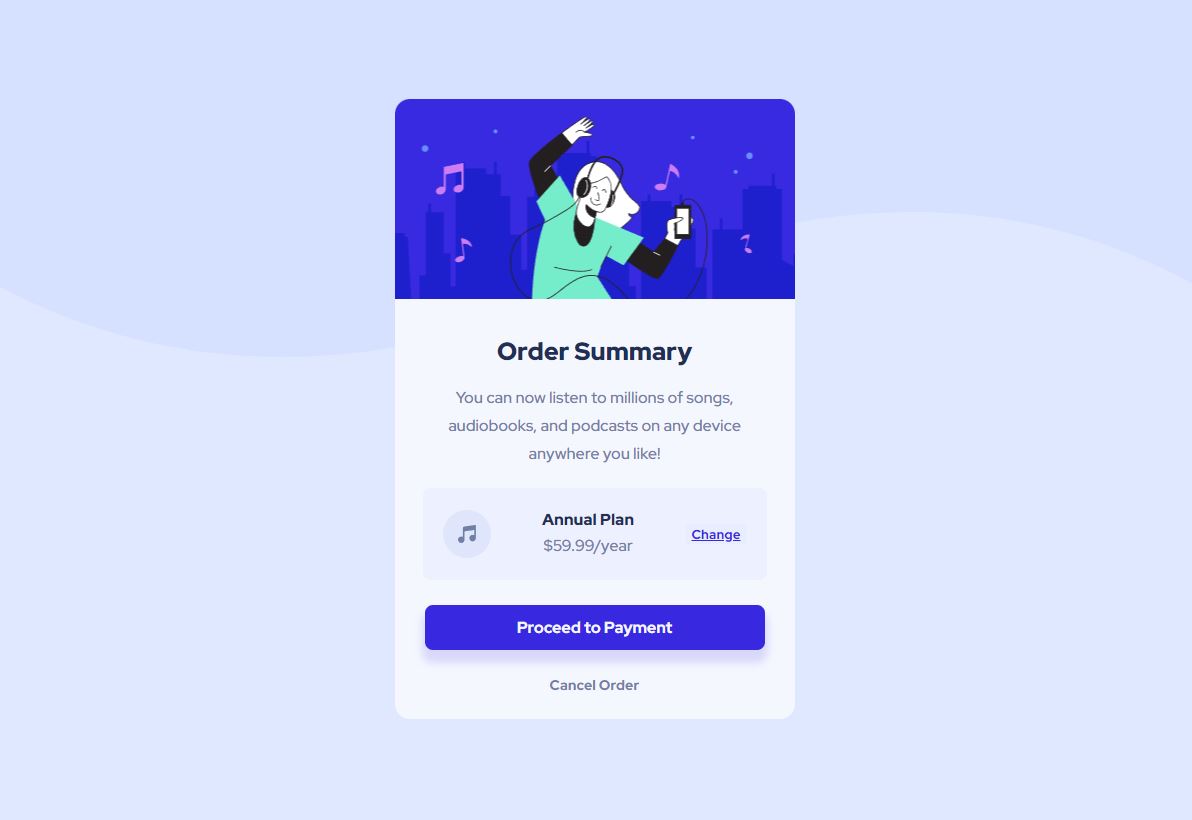 Order Summary
You can now listen to millions of songs,
audiobooks, and podcasts on any device
anywhere you like!
Annual Plan
$59.99/year
Change
Proceed to Payment
Cancel Order